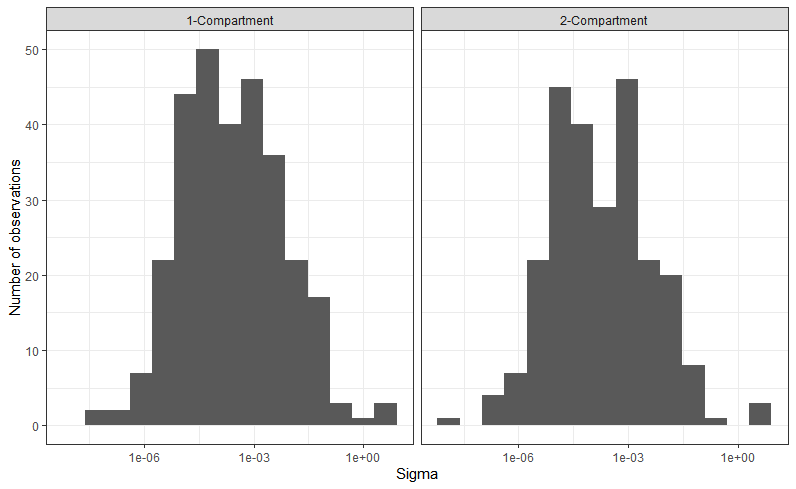 1-Compartment 2-Compartment
50
40
30
20
10
0
Number of observations
1e-06 1e-03 1e+00 1e-06 1e-03 1e+00
Sigma